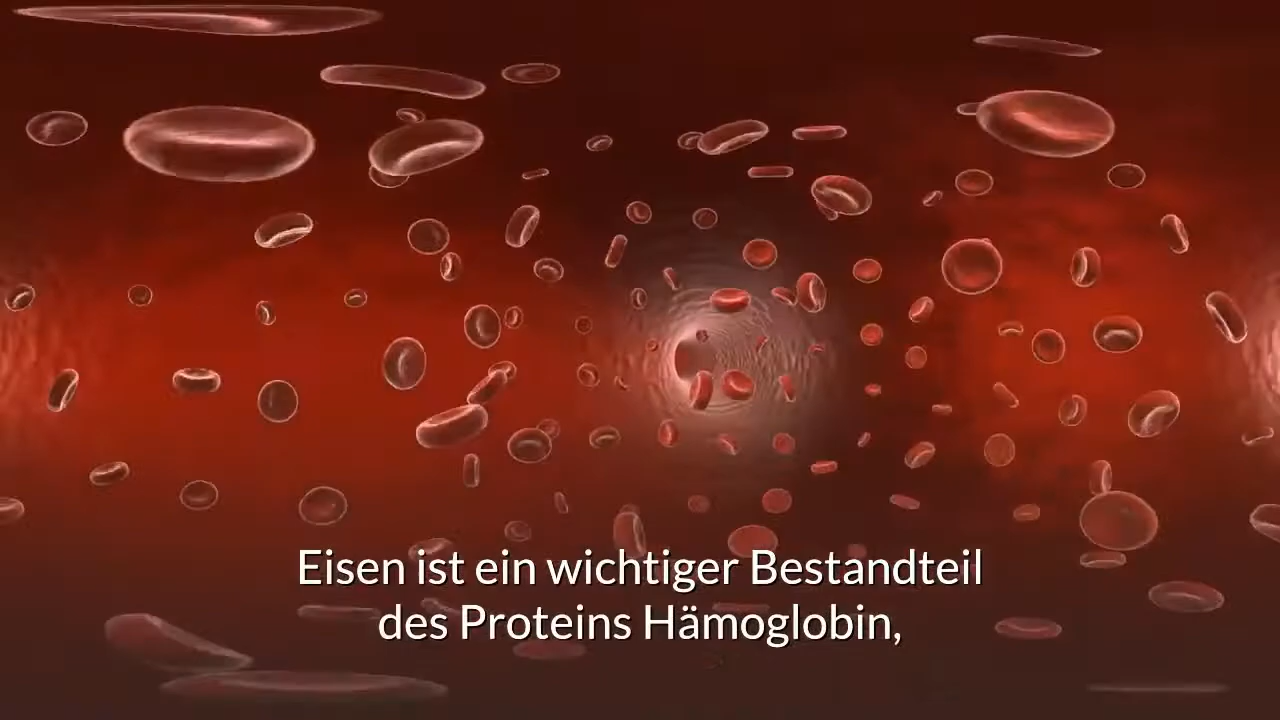 Eisen ist ein wichtiger Bestandteil
des Proteins Hämoglobin,